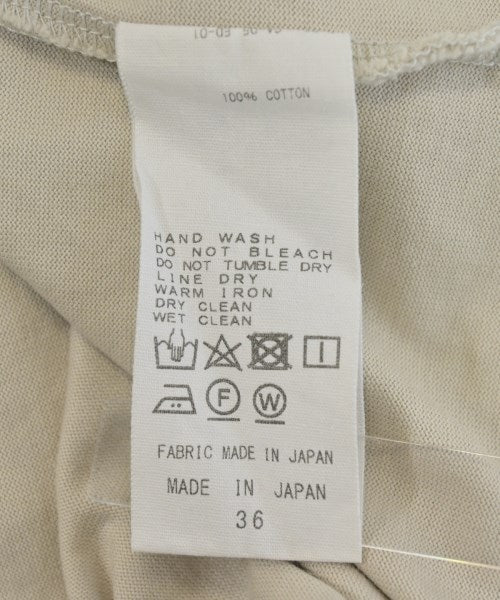 100% COTTON
HAND WASH
DO NOT BLEACH
DO NOT TUMBLE DRY
LINE DRY
WARM IRON
DRY CLEAN
WET CLEAN
F W
FABRIC MADE IN JAPAN
MADE IN JAPAN
36